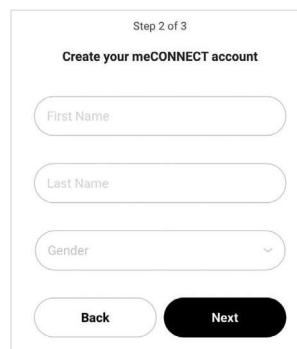 Step 2 of 3
Create your meCONNECT account
First Name
Last Name
Gender
Back
Next